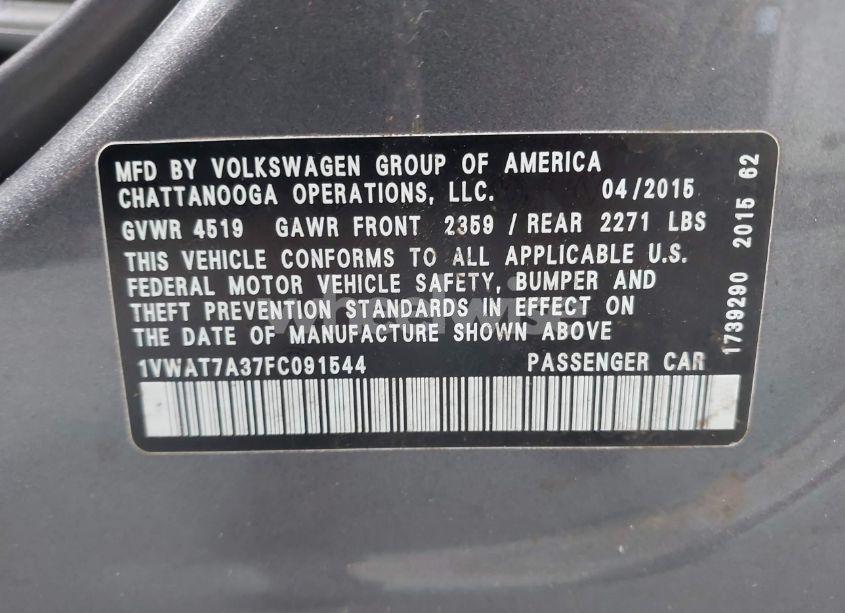 MFD BY VOLKSWAGEN GROUP OF AMERICA
CHATTANOOGA OPERATIONS, LLC. 04/2015
GVWR 4519 GAWR FRONT 2359 / REAR 2271 LBS
THIS VEHICLE CONFORMS TO ALL APPLICABLE U.S.
FEDERAL MOTOR VEHICLE SAFETY, BUMPER AND
THEFT PREVENTION STANDARDS IN EFFECT ON
THE DATE OF MANUFACTURE SHOWN ABOVE
1VWAT7A37FC091544 PASSENGER CAR
1739290 2015 62